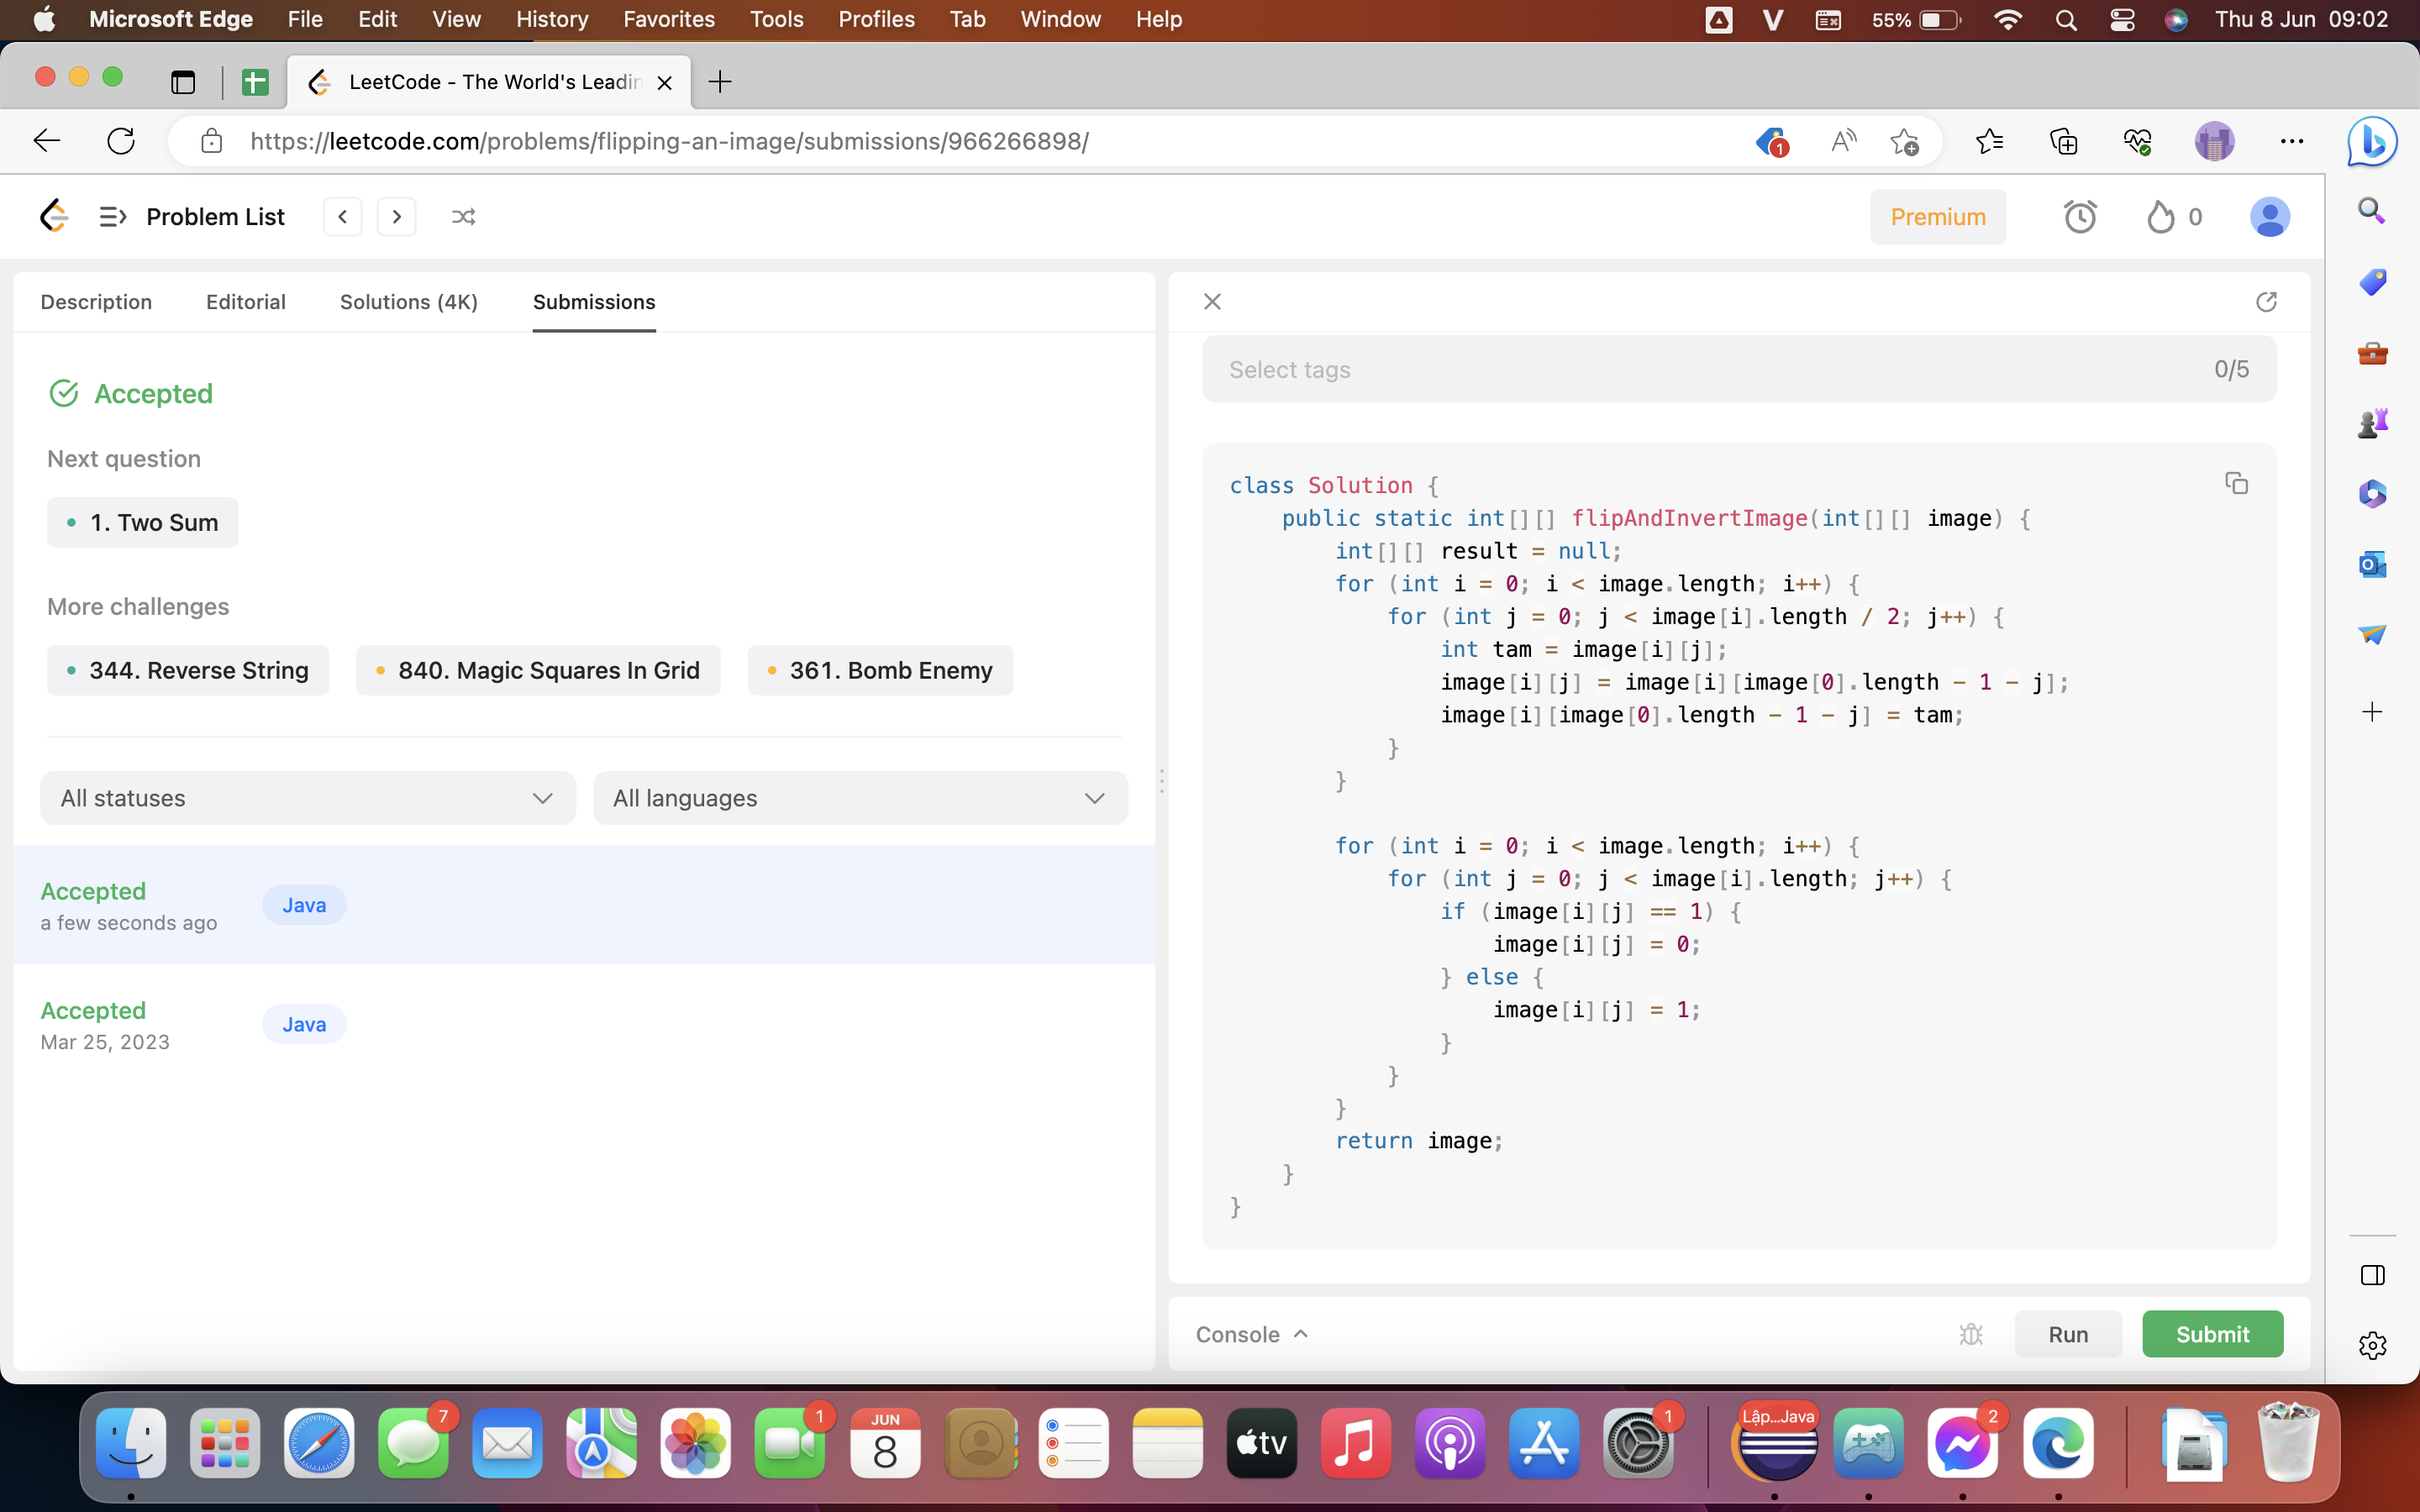 Microsoft Edge File Edit View History Favorites Tools Profiles Tab Window Help 55% Thu 8 Jun 09:02
LeetCode - The World's Leadin
https://leetcode.com/problems/flipping-an-image/submissions/966266898/
1
Problem List
Premium
0
Description Editorial Solutions (4K) Submissions
Accepted
Next question
1. Two Sum
More challenges
344. Reverse String 840. Magic Squares In Grid 361. Bomb Enemy
All statuses All languages
Accepted
a few seconds ago
Java
Accepted
Mar 25, 2023
Java
Select tags 0/5
class Solution {
public static int[][] flipAndInvertImage(int[][] image) {
int[][] result = null;
for (int i = 0; i < image.length; i++) {
for (int j = 0; j < image[i].length / 2; j++) {
int tam = image[i][j];
image[i][j] = image[i][image[0].length - 1 - j];
image[i][image[0].length - 1 - j] = tam;
}
}
for (int i = 0; i < image.length; i++) {
for (int j = 0; j < image[i].length; j++) {
if (image[i][j] == 1) {
image[i][j] = 0;
} else {
image[i][j] = 1;
}
}
}
return image;
}
}
Console Run Submit
7
1
JUN
8
tv
1
Lập...Java
2